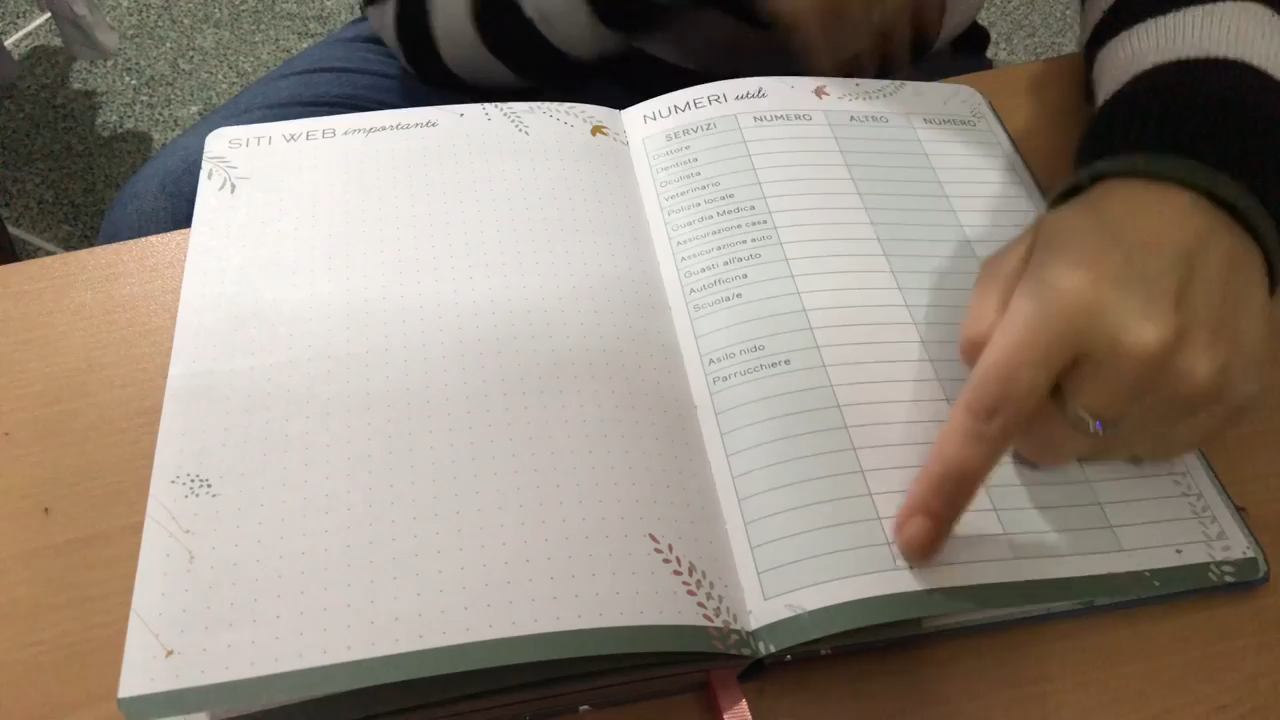 SITI WEB importanti
NUMERI utili
SERVIZI NUMERO ALTRO NUMERO
Dottore
Dentista
Oculista
Veterinario
Polizia locale
Guardia Medica
Assicurazione casa
Assicurazione auto
Guasti all'auto
Autofficina
Scuola/e
Asilo nido
Parrucchiere